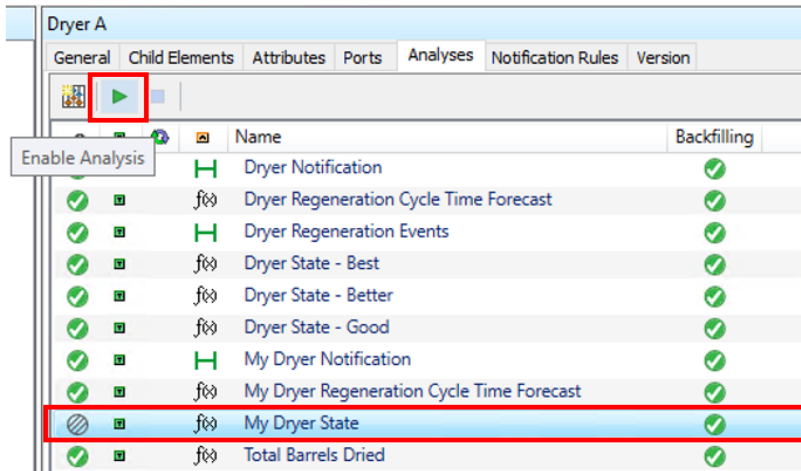 Dryer A
General Child Elements Attributes Ports Analyses Notification Rules Version
Name Backfilling
Enable Analysis
Dryer Notification
f(x) Dryer Regeneration Cycle Time Forecast
Dryer Regeneration Events
f(x) Dryer State - Best
f(x) Dryer State - Better
f(x) Dryer State - Good
My Dryer Notification
f(x) My Dryer Regeneration Cycle Time Forecast
f(x) My Dryer State
f(x) Total Barrels Dried